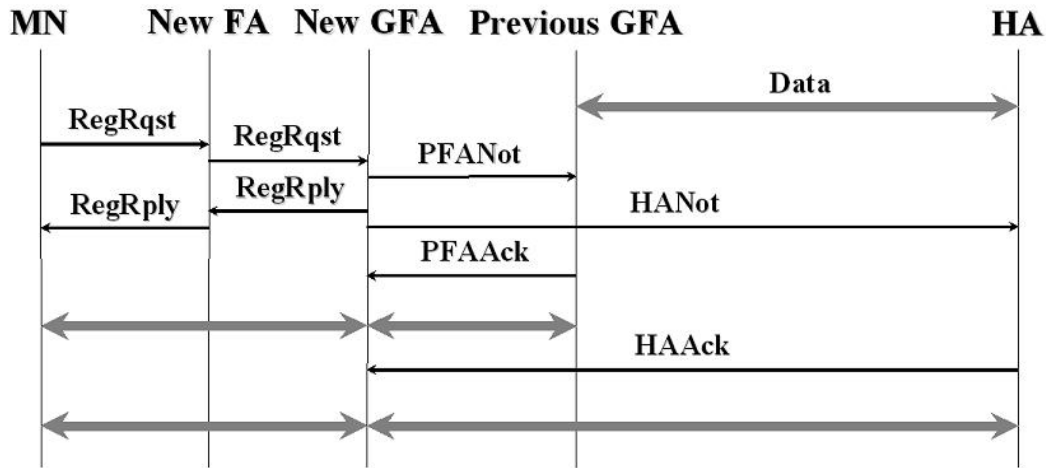 MN New FA New GFA Previous GFA HA
Data
RegRqst
RegRqst
PFANot
RegRply
RegRply
HANot
PFAAck
HAAck